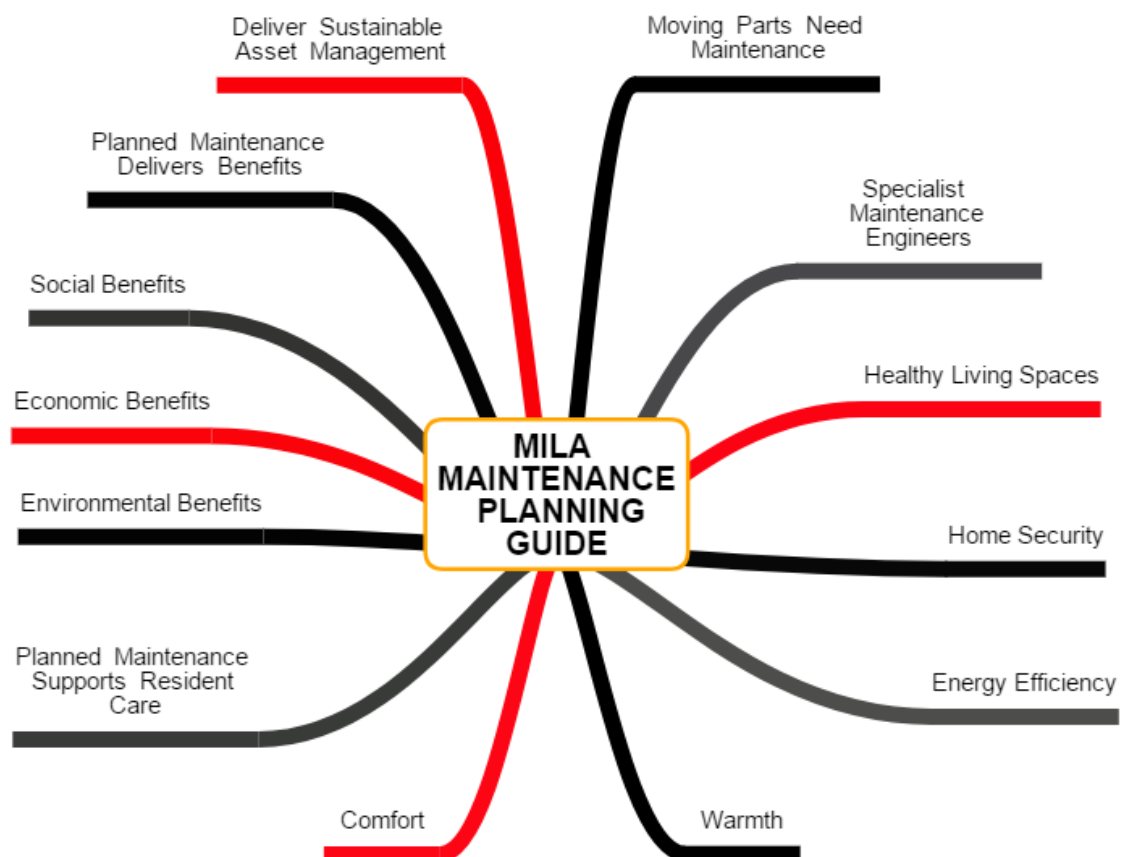 Deliver Sustainable
Asset Management
Moving Parts Need
Maintenance
Planned Maintenance
Delivers Benefits
Specialist
Maintenance
Engineers
Social Benefits
Healthy Living Spaces
Economic Benefits
MILA
MAINTENANCE
PLANNING
GUIDE
Environmental Benefits
Home Security
Planned Maintenance
Supports Resident
Care
Energy Efficiency
Comfort
Warmth